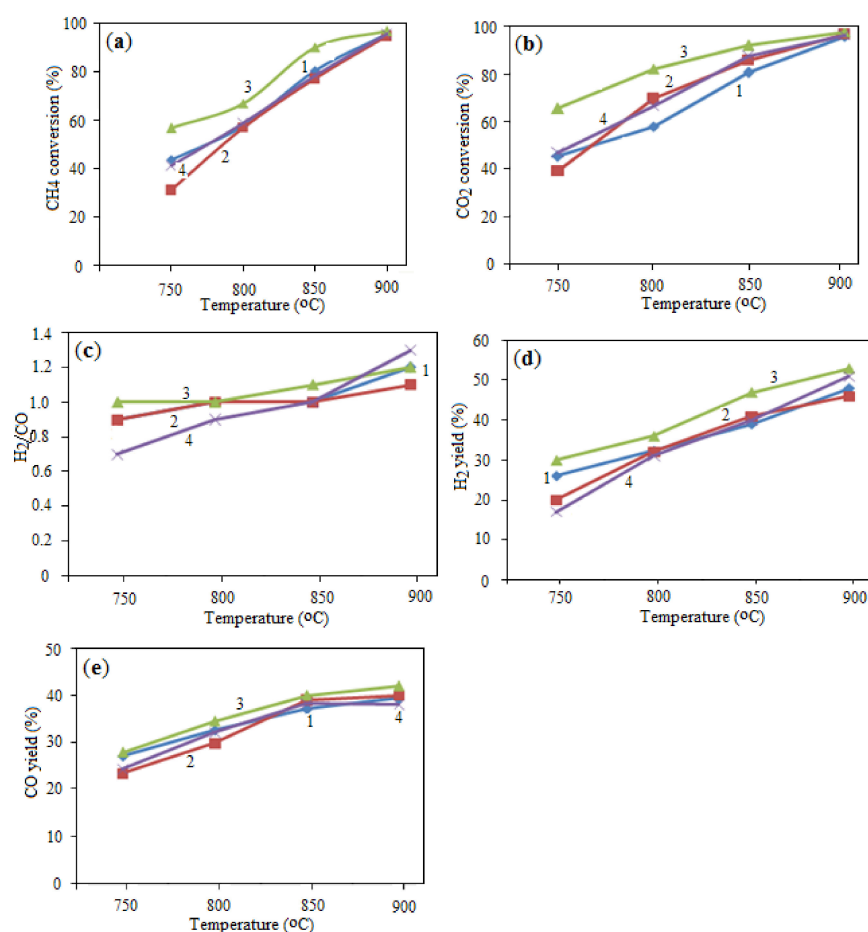 (a)
CH4 conversion (%)
100
80
60
40
20
0
1
3
2
4
750 800 850 900
Temperature (ºC)
(b)
CO2 conversion (%)
100
80
60
40
20
0
3
2
1
4
750 800 850 900
Temperature (ºC)
(c)
H2/CO
1.4
1.2
1.0
0.8
0.6
0.4
0.2
0
1
3
2
4
750 800 850 900
Temperature (ºC)
(d)
H2 yield (%)
60
50
40
30
20
10
0
3
2
1
4
750 800 850 900
Temperature (ºC)
(e)
CO yield (%)
50
40
30
20
10
0
3
1
4
2
750 800 850 900
Temperature (ºC)